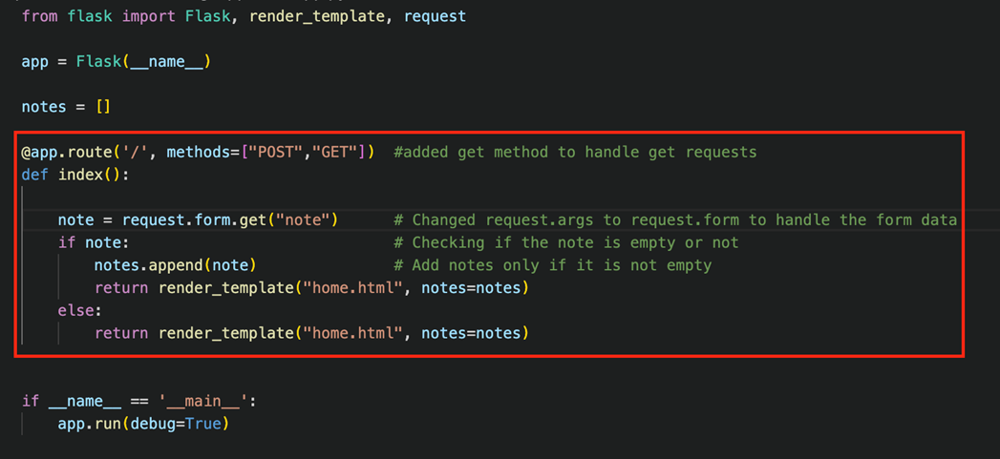 from flask import Flask, render_template, request
app = Flask(__name__)
notes = []
@app.route('/', methods=["POST","GET"])  #added get method to handle get requests
def index():
    note = request.form.get("note")      # Changed request.args to request.form to handle the form data
    if note:                             # Checking if the note is empty or not
        notes.append(note)               # Add notes only if it is not empty
        return render_template("home.html", notes=notes)
    else:
        return render_template("home.html", notes=notes)
if __name__ == '__main__':
    app.run(debug=True)